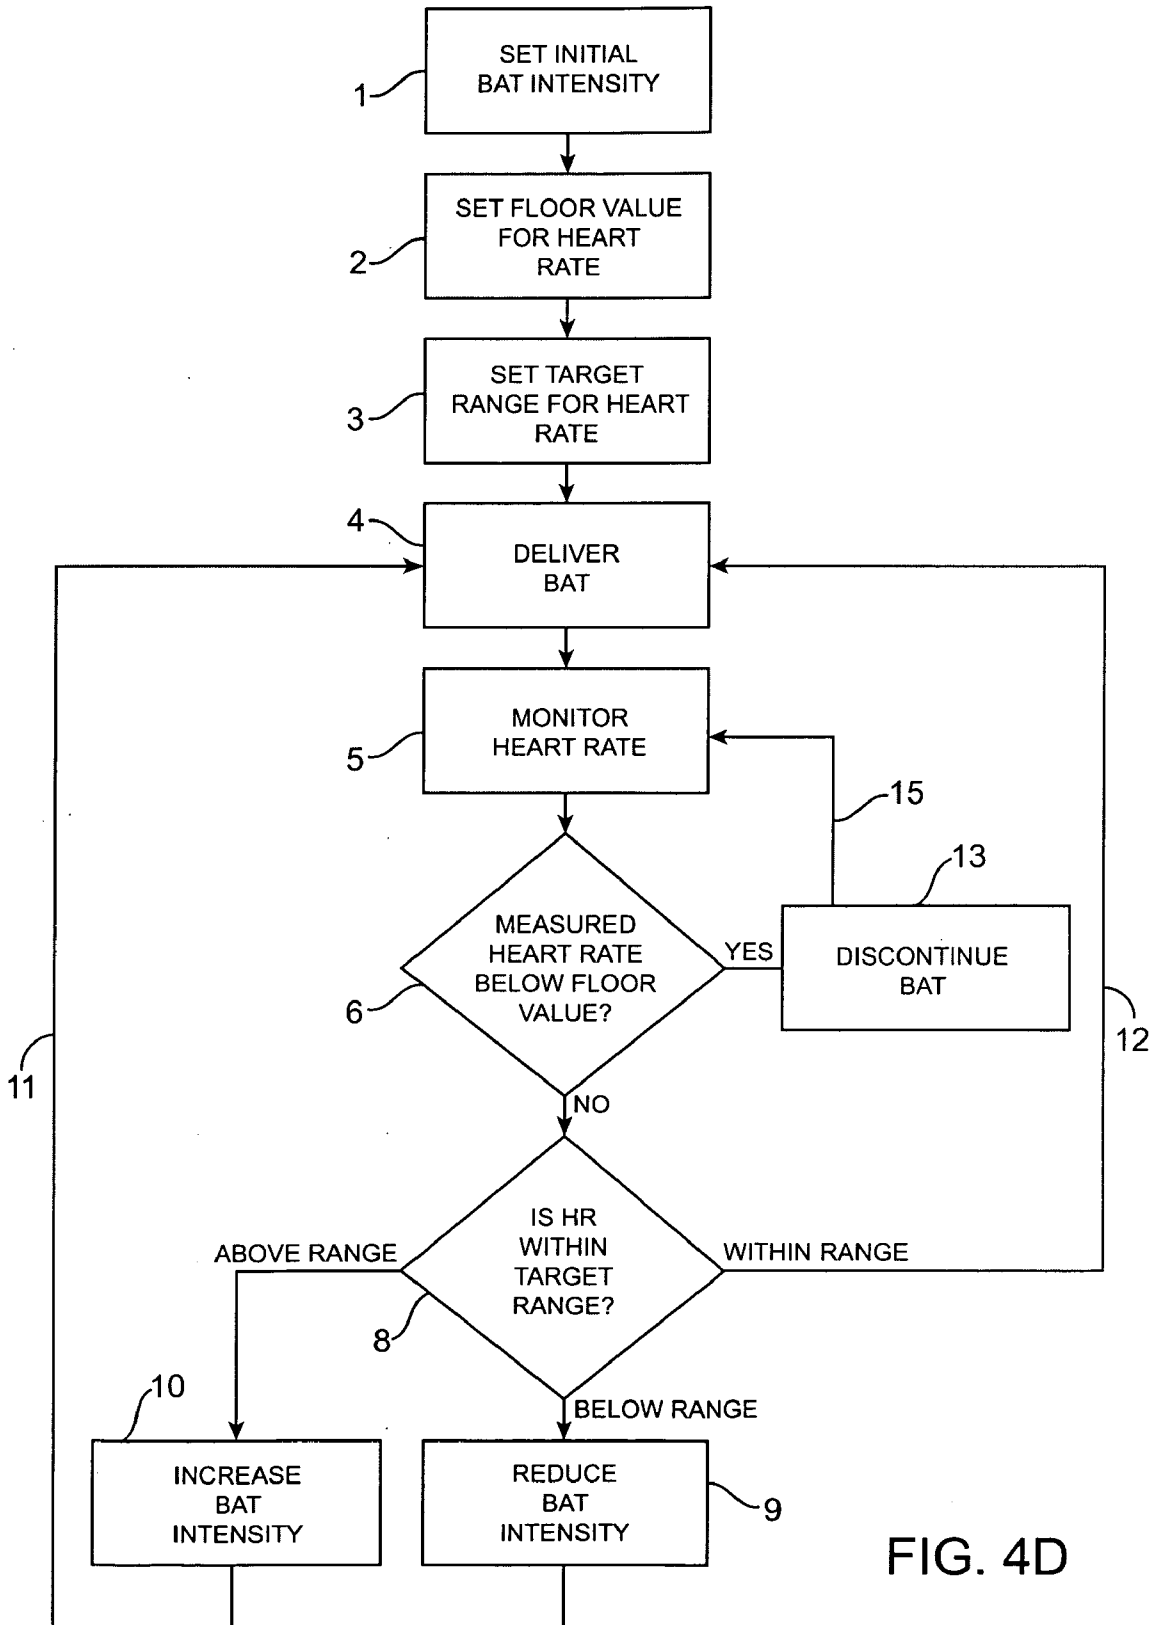 SET INITIAL
BAT INTENSITY
1
SET FLOOR VALUE
FOR HEART
RATE
2
SET TARGET
RANGE FOR HEART
RATE
3
4
DELIVER
BAT
MONITOR
HEART RATE
5
15
13
MEASURED
HEART RATE
BELOW FLOOR
VALUE?
YES
DISCONTINUE
BAT
6
12
11
NO
IS HR
WITHIN
TARGET
RANGE?
ABOVE RANGE
WITHIN RANGE
8
10
BELOW RANGE
INCREASE
BAT
INTENSITY
REDUCE
BAT
INTENSITY
9
FIG. 4D